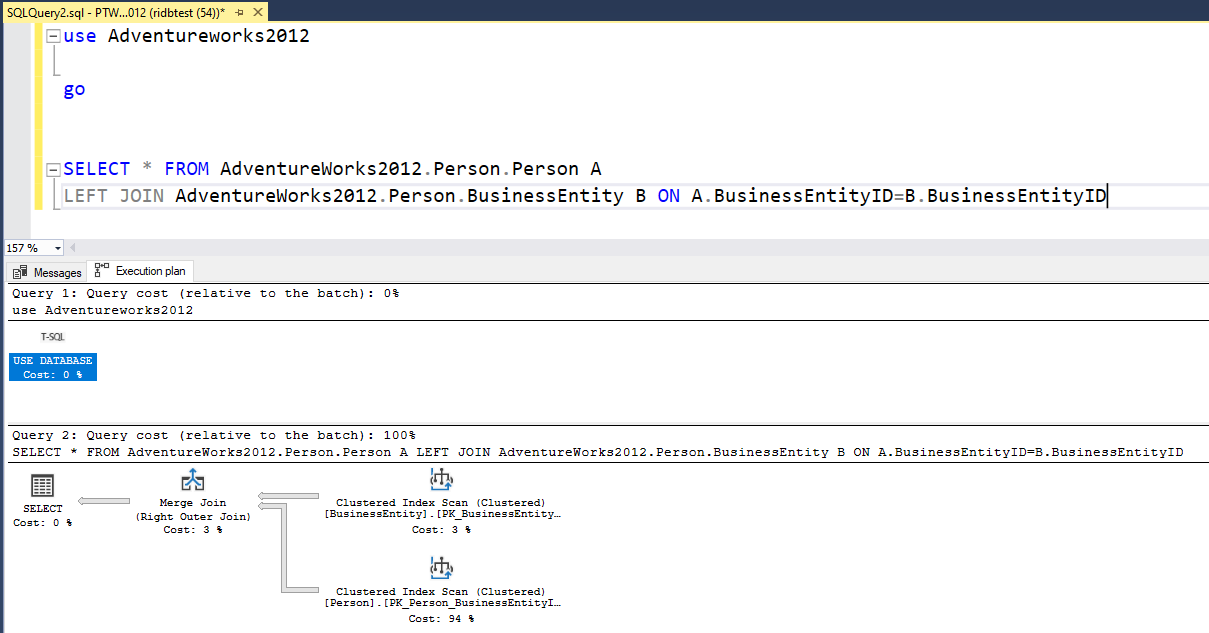 SQLQuery2.sql - PTW...012 (ridbtest (54))*
use Adventureworks2012
go
SELECT * FROM AdventureWorks2012.Person.Person A
LEFT JOIN AdventureWorks2012.Person.BusinessEntity B ON A.BusinessEntityID=B.BusinessEntityID
157 %
Messages Execution plan
Query 1: Query cost (relative to the batch): 0%
use Adventureworks2012
T-SQL
USE DATABASE
Cost: 0 %
Query 2: Query cost (relative to the batch): 100%
SELECT * FROM AdventureWorks2012.Person.Person A LEFT JOIN AdventureWorks2012.Person.BusinessEntity B ON A.BusinessEntityID=B.BusinessEntityID
SELECT
Cost: 0 %
Merge Join
(Right Outer Join)
Cost: 3 %
Clustered Index Scan (Clustered)
[BusinessEntity].[PK_BusinessEntity…
Cost: 3 %
Clustered Index Scan (Clustered)
[Person].[PK_Person_BusinessEntityI…
Cost: 94 %